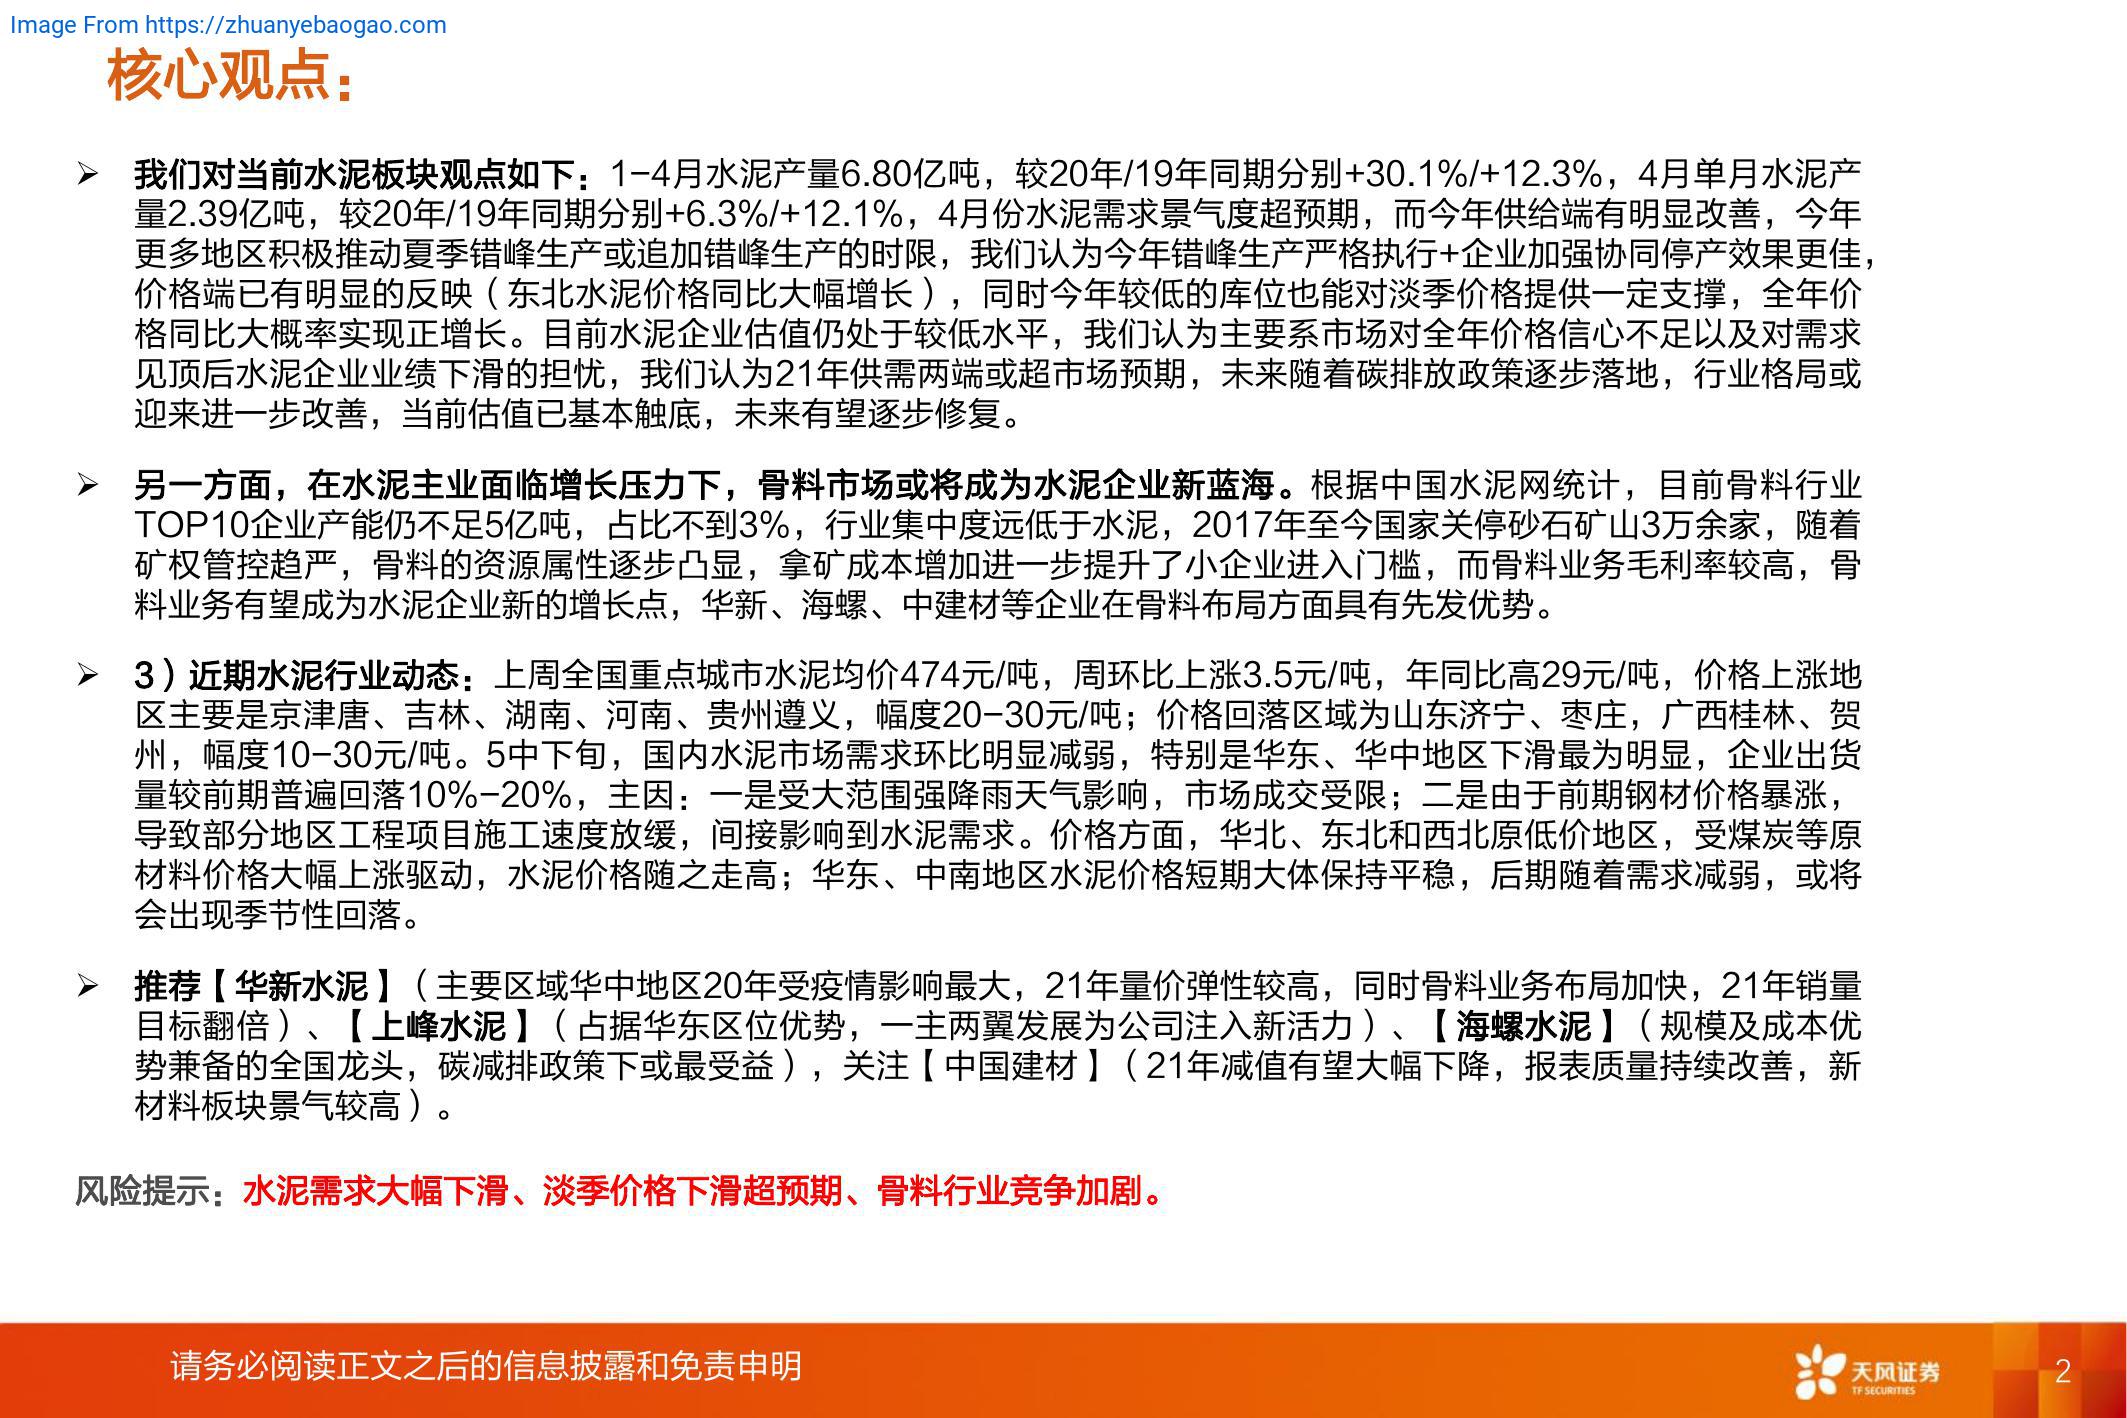 Image From https://zhuanyebaogao.com
核心观点：
➢ 我们对当前水泥板块观点如下：1-4月水泥产量6.80亿吨，较20年/19年同期分别+30.1%/+12.3%，4月单月水泥产
量2.39亿吨，较20年/19年同期分别+6.3%/+12.1%，4月份水泥需求景气度超预期，而今年供给端有明显改善，今年
更多地区积极推动夏季错峰生产或追加错峰生产的时限，我们认为今年错峰生产严格执行+企业加强协同停产效果更佳，
价格端已有明显的反映（东北水泥价格同比大幅增长），同时今年较低的库位也能对淡季价格提供一定支撑，全年价
格同比大概率实现正增长。目前水泥企业估值仍处于较低水平，我们认为主要系市场对全年价格信心不足以及对需求
见顶后水泥企业业绩下滑的担忧，我们认为21年供需两端或超市场预期，未来随着碳排放政策逐步落地，行业格局或
迎来进一步改善，当前估值已基本触底，未来有望逐步修复。
➢ 另一方面，在水泥主业面临增长压力下，骨料市场或将成为水泥企业新蓝海。根据中国水泥网统计，目前骨料行业
TOP10企业产能仍不足5亿吨，占比不到3%，行业集中度远低于水泥，2017年至今国家关停砂石矿山3万余家，随着
矿权管控趋严，骨料的资源属性逐步凸显，拿矿成本增加进一步提升了小企业进入门槛，而骨料业务毛利率较高，骨
料业务有望成为水泥企业新的增长点，华新、海螺、中建材等企业在骨料布局方面具有先发优势。
➢ 3）近期水泥行业动态：上周全国重点城市水泥均价474元/吨，周环比上涨3.5元/吨，年同比高29元/吨，价格上涨地
区主要是京津唐、吉林、湖南、河南、贵州遵义，幅度20-30元/吨；价格回落区域为山东济宁、枣庄，广西桂林、贺
州，幅度10-30元/吨。5中下旬，国内水泥市场需求环比明显减弱，特别是华东、华中地区下滑最为明显，企业出货
量较前期普遍回落10%-20%，主因：一是受大范围强降雨天气影响，市场成交受限；二是由于前期钢材价格暴涨，
导致部分地区工程项目施工速度放缓，间接影响到水泥需求。价格方面，华北、东北和西北原低价地区，受煤炭等原
材料价格大幅上涨驱动，水泥价格随之走高；华东、中南地区水泥价格短期大体保持平稳，后期随着需求减弱，或将
会出现季节性回落。
➢ 推荐【华新水泥】（主要区域华中地区20年受疫情影响最大，21年量价弹性较高，同时骨料业务布局加快，21年销量
目标翻倍）、【上峰水泥】（占据华东区位优势，一主两翼发展为公司注入新活力）、【海螺水泥】（规模及成本优
势兼备的全国龙头，碳减排政策下或最受益），关注【中国建材】（21年减值有望大幅下降，报表质量持续改善，新
材料板块景气较高）。
风险提示：水泥需求大幅下滑、淡季价格下滑超预期、骨料行业竞争加剧。
请务必阅读正文之后的信息披露和免责申明
天风证券
TF SECURITIES
2